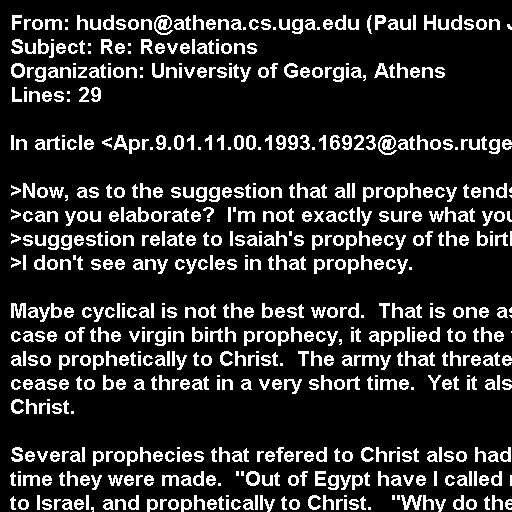 From: hudson@athena.cs.uga.edu (Paul Hudson
Subject: Re: Revelations
Organization: University of Georgia, Athens
Lines: 29

In article <Apr.9.01.11.00.1993.16923@athos.rutge

>Now, as to the suggestion that all prophecy tends
>can you elaborate?  I'm not exactly sure what you
>suggestion relate to Isaiah's prophecy of the birt
>I don't see any cycles in that prophecy.

Maybe cyclical is not the best word.  That is one as
case of the virgin birth prophecy, it applied to the
also prophetically to Christ.  The army that threate
cease to be a threat in a very short time.  Yet it als
Christ.

Several prophecies that refered to Christ also had
time they were made.  "Out of Egypt have I called
to Israel, and prophetically to Christ.   "Why do the